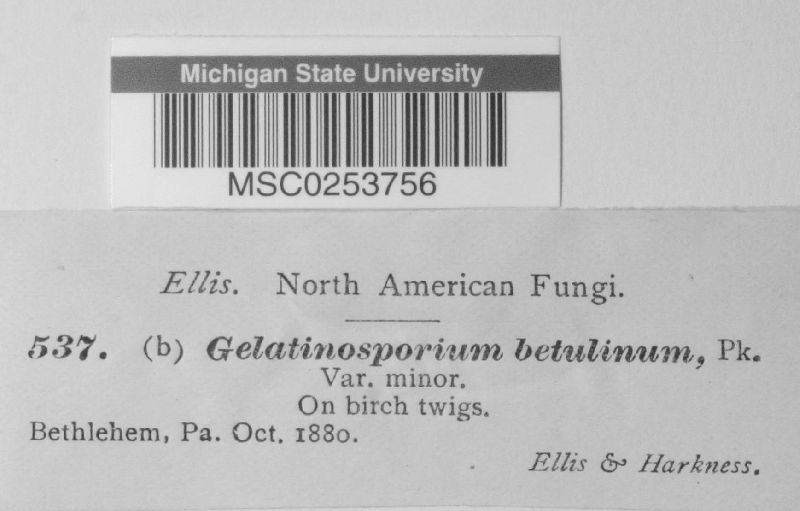 Michigan State University
MSC0253756
Ellis. North American Fungi.
537. (b) Gelatinosporium betulinum, Pk.
Var. minor.
On birch twigs.
Bethlehem, Pa. Oct. 1880.
Ellis & Harkness.